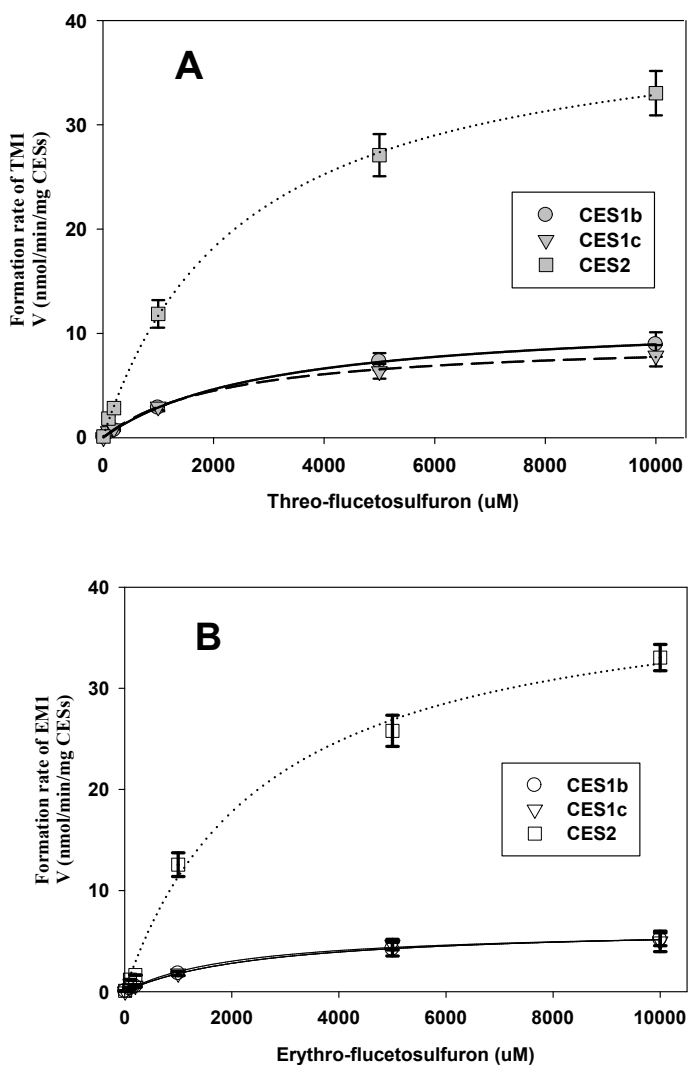 A
Formation rate of TM1
V (nmol/min/mg CESs)
40
30
20
10
0
CES1b
CES1c
CES2
0 2000 4000 6000 8000 10000
Threo-flucetosulfuron (uM)
B
Formation rate of EM1
V (nmol/min/mg CESs)
40
30
20
10
0
CES1b
CES1c
CES2
0 2000 4000 6000 8000 10000
Erythro-flucetosulfuron (uM)